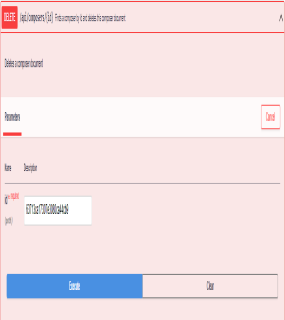 DELETE /api/composers/{id} Finds a composer by id and deletes the composer document
Deletes a composer document
Parameters
Cancel
Name Description
id * required
(path)
Execute
Clear